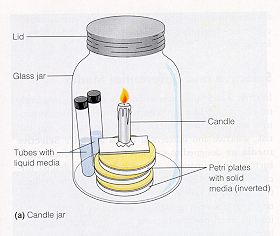 Lid
Glass jar
Candle
Tubes with
liquid media
Petri plates
with solid
media (inverted)
(a) Candle jar